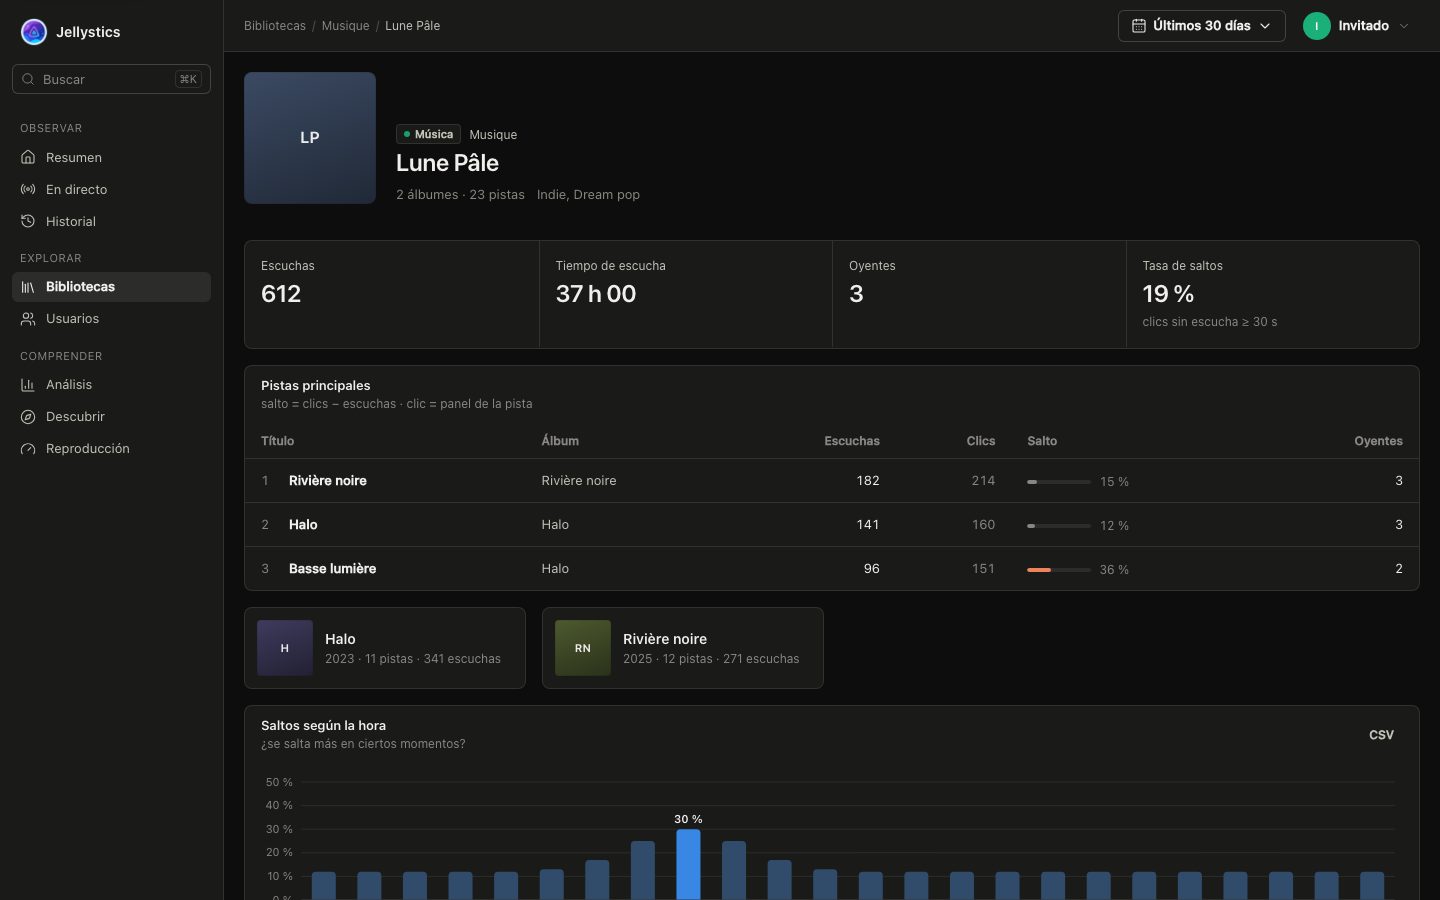 Jellystics
Buscar ⌘K
OBSERVAR
Resumen
En directo
Historial
EXPLORAR
Bibliotecas
Usuarios
COMPRENDER
Análisis
Descubrir
Reproducción
Bibliotecas / Musique / Lune Pâle
Últimos 30 días
I Invitado
LP
Música Musique
Lune Pâle
2 álbumes · 23 pistas Indie, Dream pop
Escuchas
612
Tiempo de escucha
37 h 00
Oyentes
3
Tasa de saltos
19 %
clics sin escucha ≥ 30 s
Pistas principales
salto = clics − escuchas · clic = panel de la pista
Título Álbum Escuchas Clics Salto Oyentes
1 Rivière noire Rivière noire 182 214 15 % 3
2 Halo Halo 141 160 12 % 3
3 Basse lumière Halo 96 151 36 % 2
H
Halo
2023 · 11 pistas · 341 escuchas
RN
Rivière noire
2025 · 12 pistas · 271 escuchas
Saltos según la hora
¿se salta más en ciertos momentos?
CSV
50 %
40 %
30 %
20 %
10 %
0 %
30 %